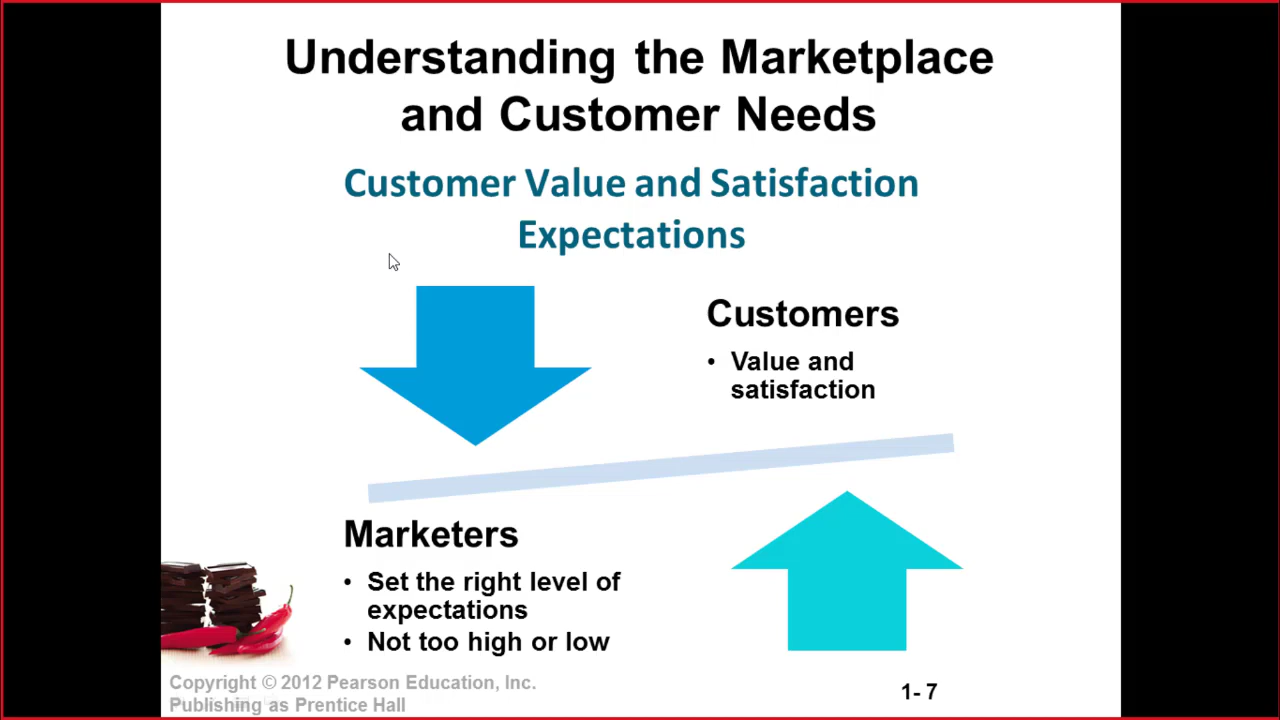 Understanding the Marketplace
and Customer Needs
Customer Value and Satisfaction
Expectations
Customers
• Value and
satisfaction
Marketers
• Set the right level of
expectations
• Not too high or low
Copyright © 2012 Pearson Education, Inc.
Publishing as Prentice Hall
1- 7